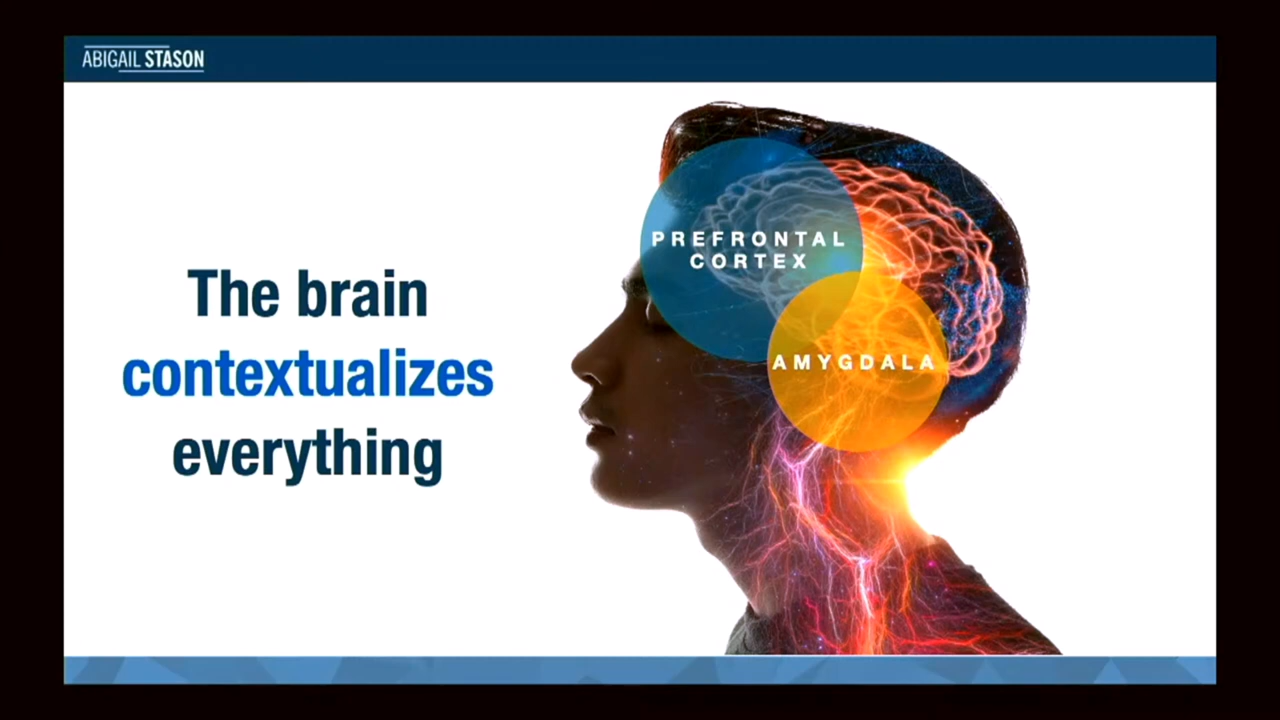 ABIGAIL STASON
The brain
contextualizes
everything
PREFRONTAL
CORTEX
AMYGDALA